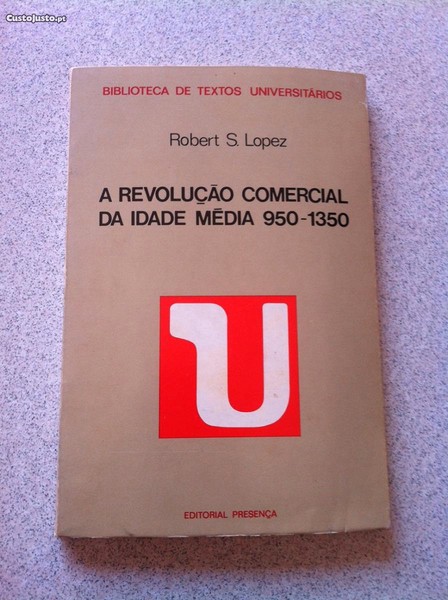 CustoJusto.pt
BIBLIOTECA DE TEXTOS UNIVERSITÁRIOS
Robert S. Lopez
A REVOLUÇÃO COMERCIAL
DA IDADE MÉDIA 950-1350
U
EDITORIAL PRESENÇA